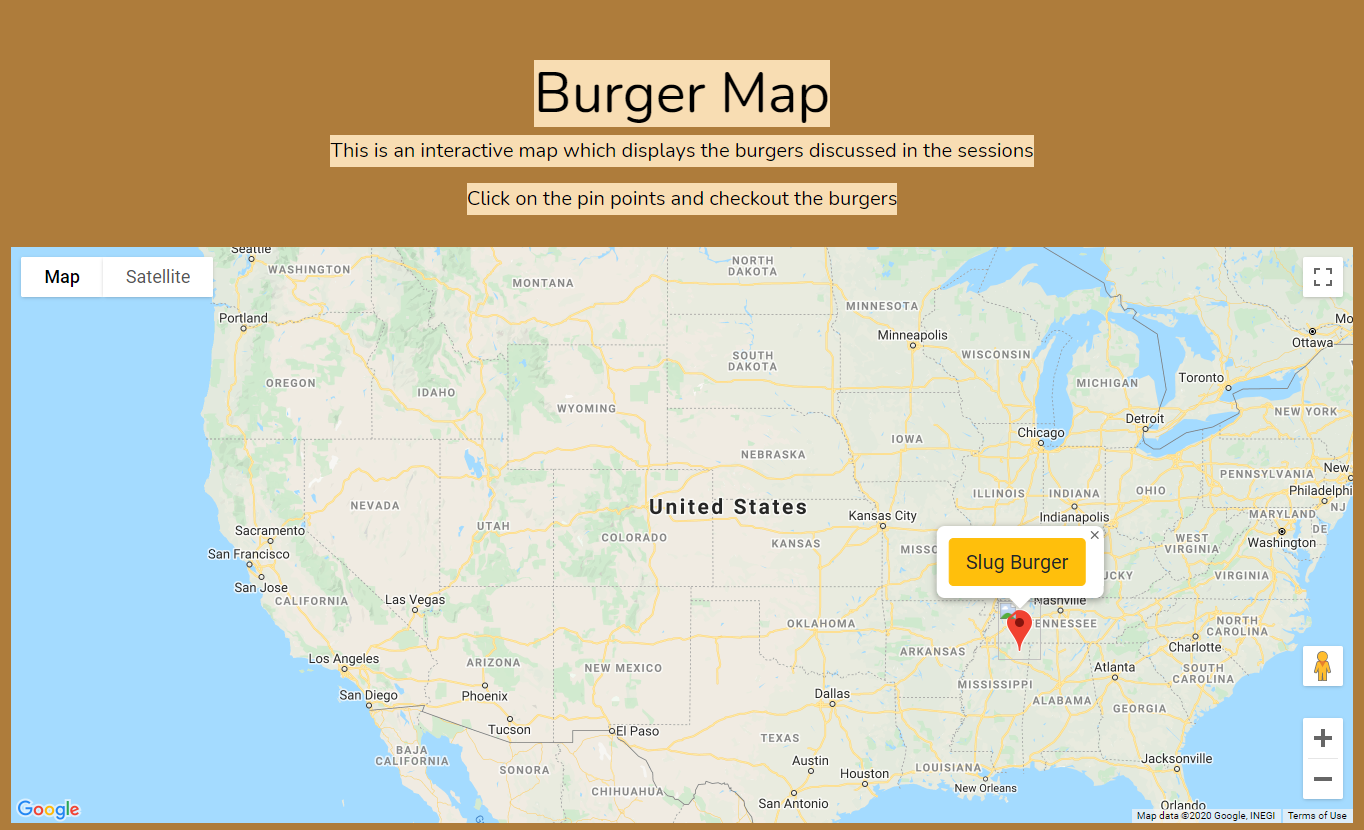 Burger Map
This is an interactive map which displays the burgers discussed in the sessions
Click on the pin points and checkout the burgers
Map
Satellite
Seattle
WASHINGTON
MONTANA
NORTH
DAKOTA
MINNESOTA
Portland
Minneapolis
Mo
Ottawa
SOUTH
DAKOTA
WISCONSIN
OREGON
IDAHO
MICHIGAN
Toronto
WYOMING
NEW YORK
Detroit
Chicago
IOWA
NEBRASKA
PENNSYLVANIA
New
Philadelphi
NEVADA
United States
ILLINOIS
INDIANA
OHIO
NJ
UTAH
Kansas City
Indianapolis
MARYLAND
DE
Sacramento
COLORADO
KANSAS
MISSO
WEST
VIRGINIA
Washington
San Francisco
Slug Burger
×
UCKY
VIRGINIA
San Jose
CALIFORNIA
Las Vegas
Nashville
OKLAHOMA
ENNESSEE
NORTH
CAROLINA
Los Angeles
ARIZONA
NEW MEXICO
ARKANSAS
Charlotte
Atlanta
SOUTH
CAROLINA
San Diego
Phoenix
Dallas
MISSISSIPPI
ALABAMA
GEORGIA
Tucson
El Paso
TEXAS
BAJA
CALIFORNIA
SONORA
Austin
Houston
LOUISIANA
Jacksonville
CHIHUAHUA
San Antonio
New Orleans
Orlando
Google
Map data ©2020 Google, INEGI
Terms of Use